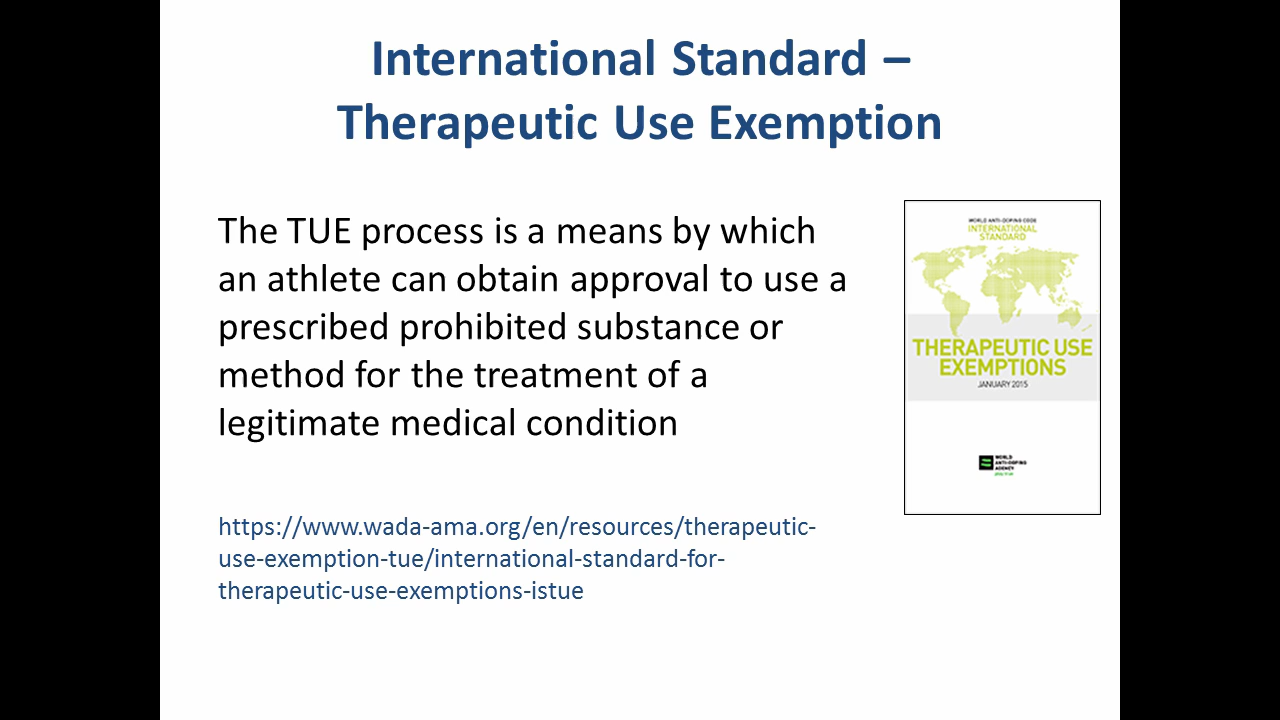 International Standard –
Therapeutic Use Exemption
The TUE process is a means by which
an athlete can obtain approval to use a
prescribed prohibited substance or
method for the treatment of a
legitimate medical condition
https://www.wada-ama.org/en/resources/therapeutic-
use-exemption-tue/international-standard-for-
therapeutic-use-exemptions-istue
WORLD ANTI-DOPING CODE
INTERNATIONAL
STANDARD
THERAPEUTIC USE
EXEMPTIONS
JANUARY 2015
WORLD
ANTI-DOPING
AGENCY
play true